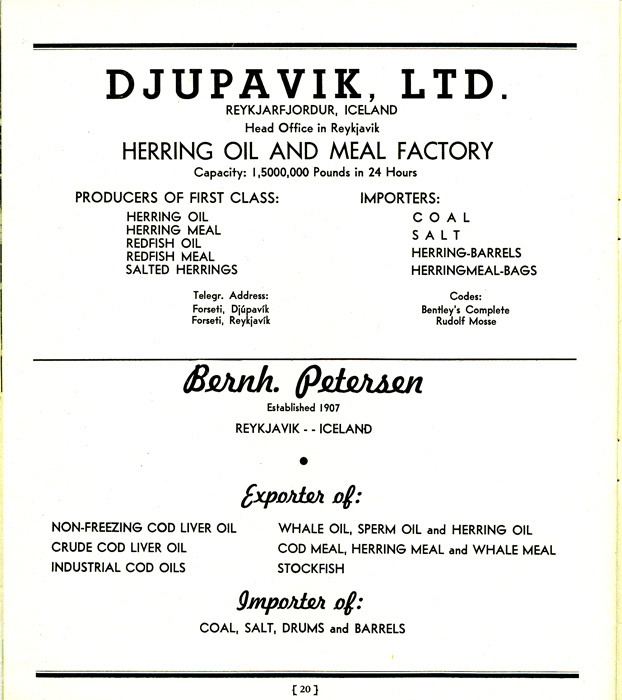 DJUPAVIK, LTD.
REYKJARFJORDUR, ICELAND
Head Office in Reykjavik
HERRING OIL AND MEAL FACTORY
Capacity: 1,5000,000 Pounds in 24 Hours
PRODUCERS OF FIRST CLASS:
HERRING OIL
HERRING MEAL
REDFISH OIL
REDFISH MEAL
SALTED HERRINGS
Telegr. Address:
Forseti, Djúpavík
Forseti, Reykjavík
IMPORTERS:
COAL
SALT
HERRING-BARRELS
HERRINGMEAL-BAGS
Codes:
Bentley's Complete
Rudolf Mosse
Bernh. Petersen
Established 1907
REYKJAVIK - - ICELAND
Exporter of:
NON-FREEZING COD LIVER OIL
CRUDE COD LIVER OIL
INDUSTRIAL COD OILS
WHALE OIL, SPERM OIL and HERRING OIL
COD MEAL, HERRING MEAL and WHALE MEAL
STOCKFISH
Importer of:
COAL, SALT, DRUMS and BARRELS
[ 20 ]